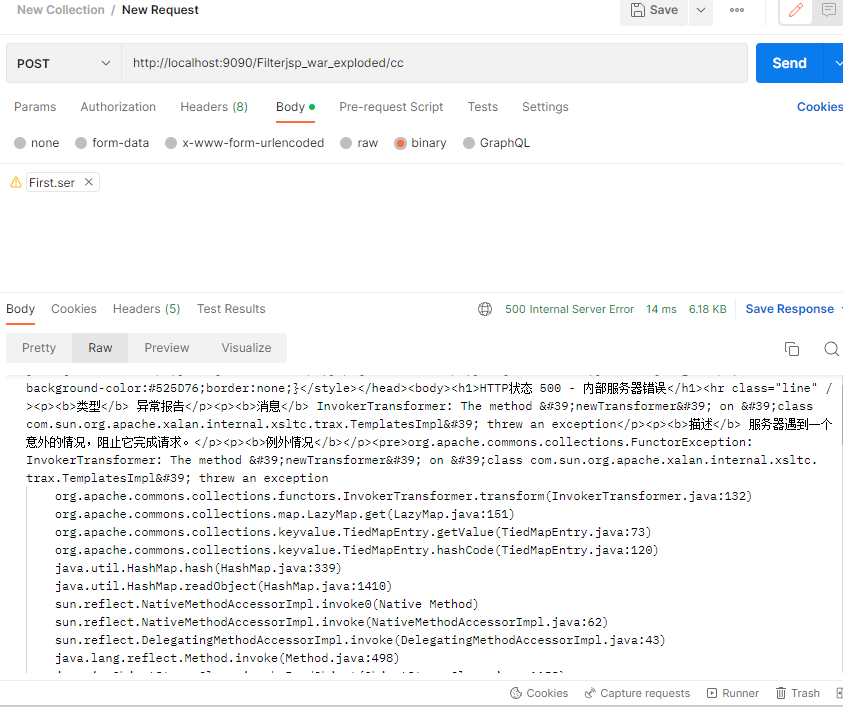 New Collection / New Request
Save
POST http://localhost:9090/Filterjsp_war_exploded/cc Send
Params Authorization Headers (8) Body Pre-request Script Tests Settings Cookies
none form-data x-www-form-urlencoded raw binary GraphQL
First.ser
Body Cookies Headers (5) Test Results 500 Internal Server Error 14 ms 6.18 KB Save Response
Pretty Raw Preview Visualize
background-color:#525D76;border:none;}</style></head><body><h1>HTTP状态 500 - 内部服务器错误</h1><hr class="line" /
><p><b>类型</b> 异常报告</p><p><b>消息</b> InvokerTransformer: The method &#39;newTransformer&#39; on &#39;class
com.sun.org.apache.xalan.internal.xsltc.trax.TemplatesImpl&#39; threw an exception</p><p><b>描述</b> 服务器遇到一个
意外的情况，阻止它完成请求。</p><p><b>例外情况</b></p><pre>org.apache.commons.collections.FunctorException:
InvokerTransformer: The method &#39;newTransformer&#39; on &#39;class com.sun.org.apache.xalan.internal.xsltc.
trax.TemplatesImpl&#39; threw an exception
org.apache.commons.collections.functors.InvokerTransformer.transform(InvokerTransformer.java:132)
org.apache.commons.collections.map.LazyMap.get(LazyMap.java:151)
org.apache.commons.collections.keyvalue.TiedMapEntry.getValue(TiedMapEntry.java:73)
org.apache.commons.collections.keyvalue.TiedMapEntry.hashCode(TiedMapEntry.java:120)
java.util.HashMap.hash(HashMap.java:339)
java.util.HashMap.readObject(HashMap.java:1410)
sun.reflect.NativeMethodAccessorImpl.invoke0(Native Method)
sun.reflect.NativeMethodAccessorImpl.invoke(NativeMethodAccessorImpl.java:62)
sun.reflect.DelegatingMethodAccessorImpl.invoke(DelegatingMethodAccessorImpl.java:43)
java.lang.reflect.Method.invoke(Method.java:498)
Cookies Capture requests Runner Trash